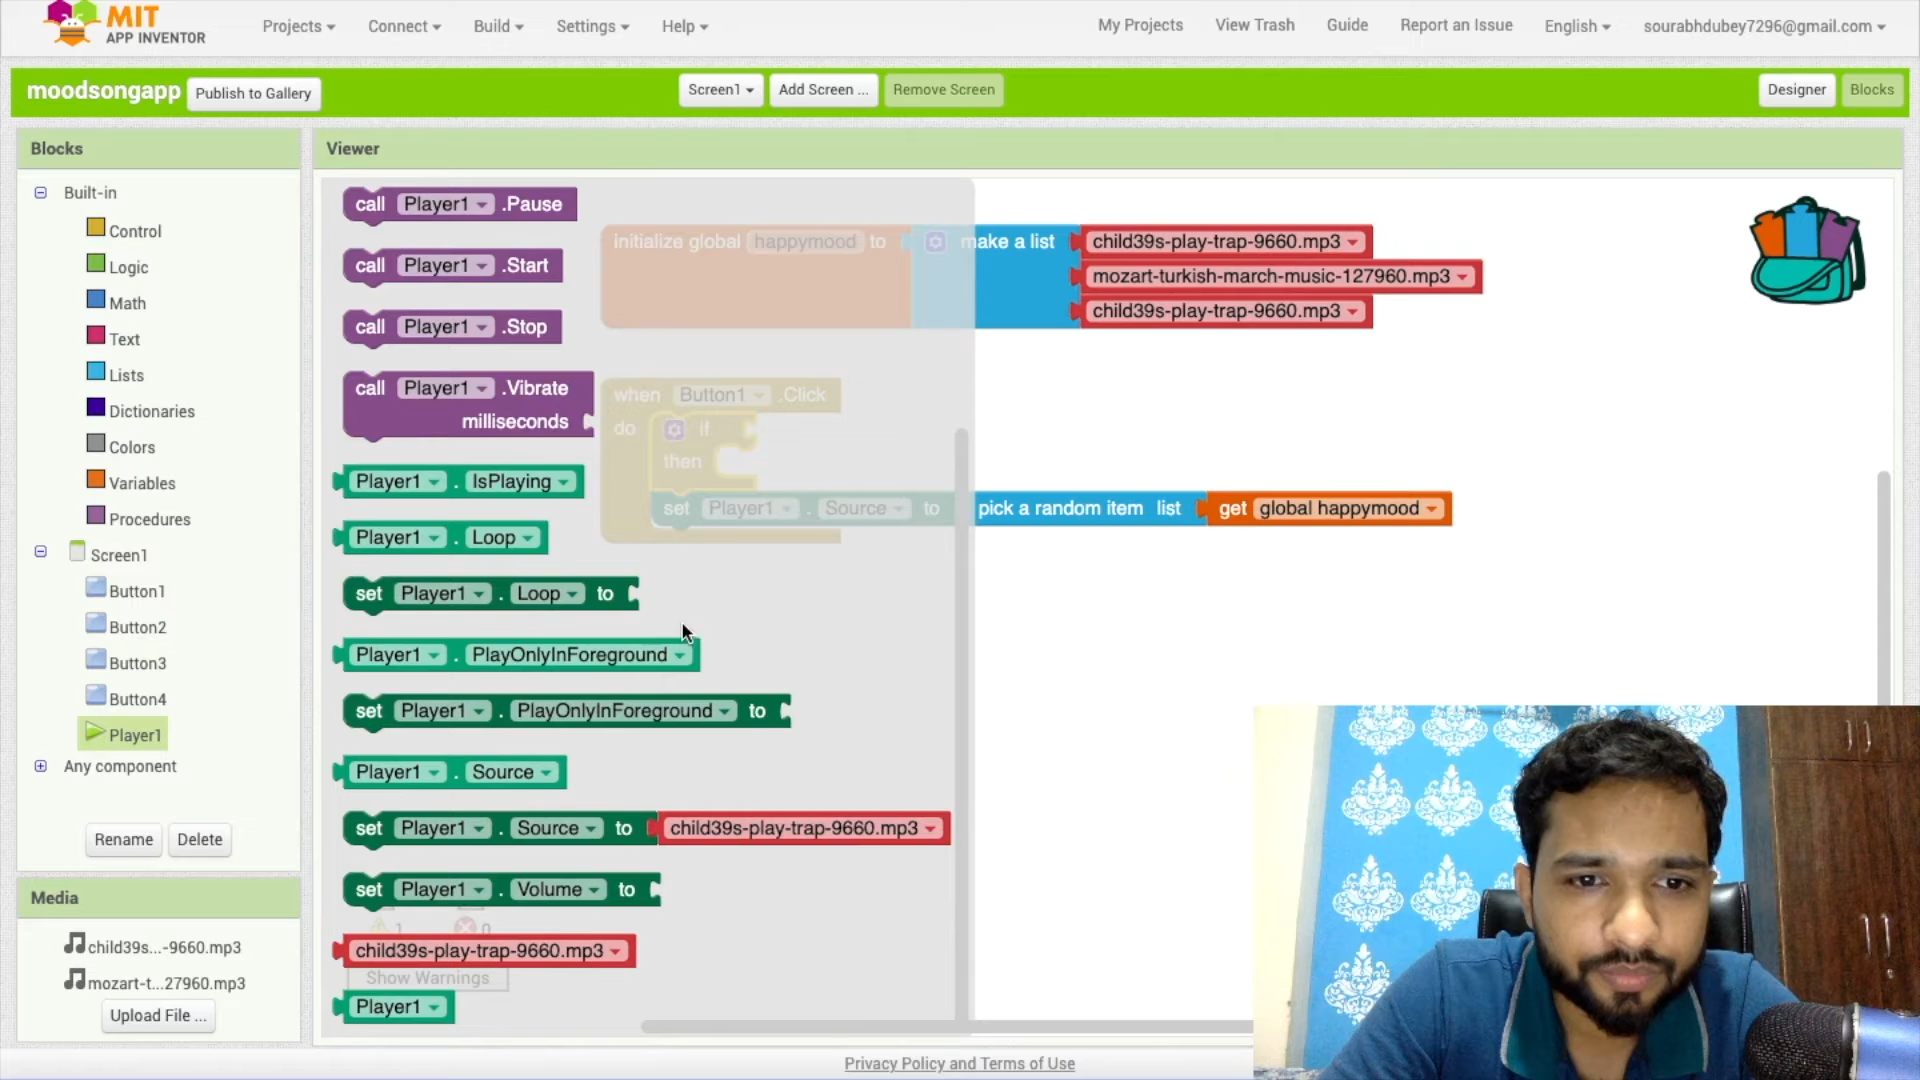 MIT
APP INVENTOR
Projects
Connect
Build
Settings
Help
My Projects
View Trash
Guide
Report an Issue
English
sourabhdubey7296@gmail.com
moodsongapp
Publish to Gallery
Screen1
Add Screen ...
Remove Screen
Designer
Blocks
Blocks
Built-in
Control
Logic
Math
Text
Lists
Dictionaries
Colors
Variables
Procedures
Screen1
Button1
Button2
Button3
Button4
Player1
Any component
Rename
Delete
Media
child39s...-9660.mp3
mozart-t...27960.mp3
Upload File ...
Viewer
call Player1 .Pause
call Player1 .Start
call Player1 .Stop
call Player1 .Vibrate
milliseconds
Player1 . IsPlaying
Player1 . Loop
set Player1 . Loop to
Player1 . PlayOnlyInForeground
set Player1 . PlayOnlyInForeground to
Player1 . Source
set Player1 . Source to child39s-play-trap-9660.mp3
set Player1 . Volume to
child39s-play-trap-9660.mp3
Show Warnings
Player1
initialize global happymood to make a list child39s-play-trap-9660.mp3
mozart-turkish-march-music-127960.mp3
child39s-play-trap-9660.mp3
when Button1 .Click
do if
then
set Player1 . Source to pick a random item list get global happymood
Privacy Policy and Terms of Use